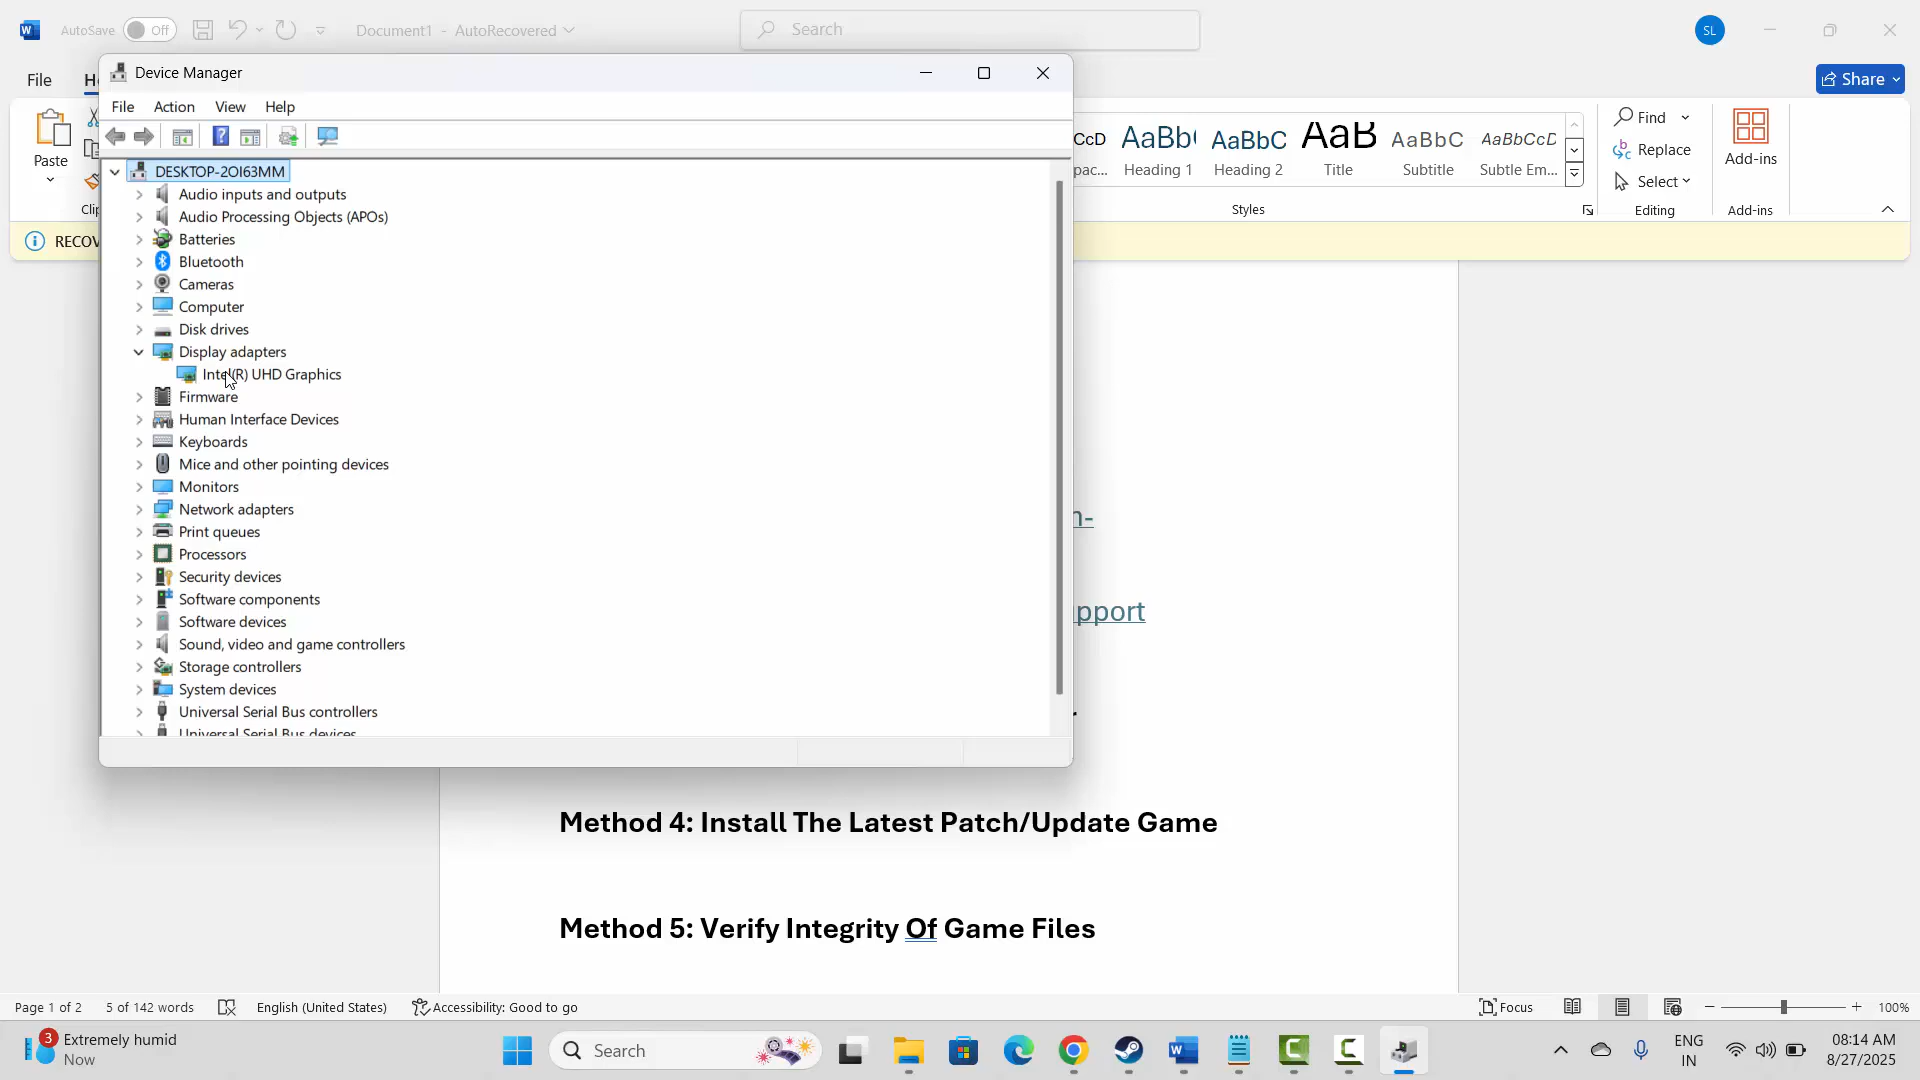 AutoSave
Off
Document1 - AutoRecovered
Search
SL
File
Share
Device Manager
File Action View Help
Paste
AaBb(
AaBbC
AaB
AaBbC
AaBbCcD
Heading 1
Heading 2
Title
Subtitle
Subtle Em...
Styles
Find
Replace
Select
Editing
Add-ins
Add-ins
DESKTOP-2OI63MM
Audio inputs and outputs
Audio Processing Objects (APOs)
Batteries
Bluetooth
Cameras
Computer
Disk drives
Display adapters
Intel(R) UHD Graphics
Firmware
Human Interface Devices
Keyboards
Mice and other pointing devices
Monitors
Network adapters
Print queues
Processors
Security devices
Software components
Software devices
Sound, video and game controllers
Storage controllers
System devices
Universal Serial Bus controllers
Universal Serial Bus devices
Method 4: Install The Latest Patch/Update Game
Method 5: Verify Integrity Of Game Files
Page 1 of 2
5 of 142 words
English (United States)
Accessibility: Good to go
Focus
100%
3
Extremely humid
Now
Search
ENG
IN
08:14 AM
8/27/2025